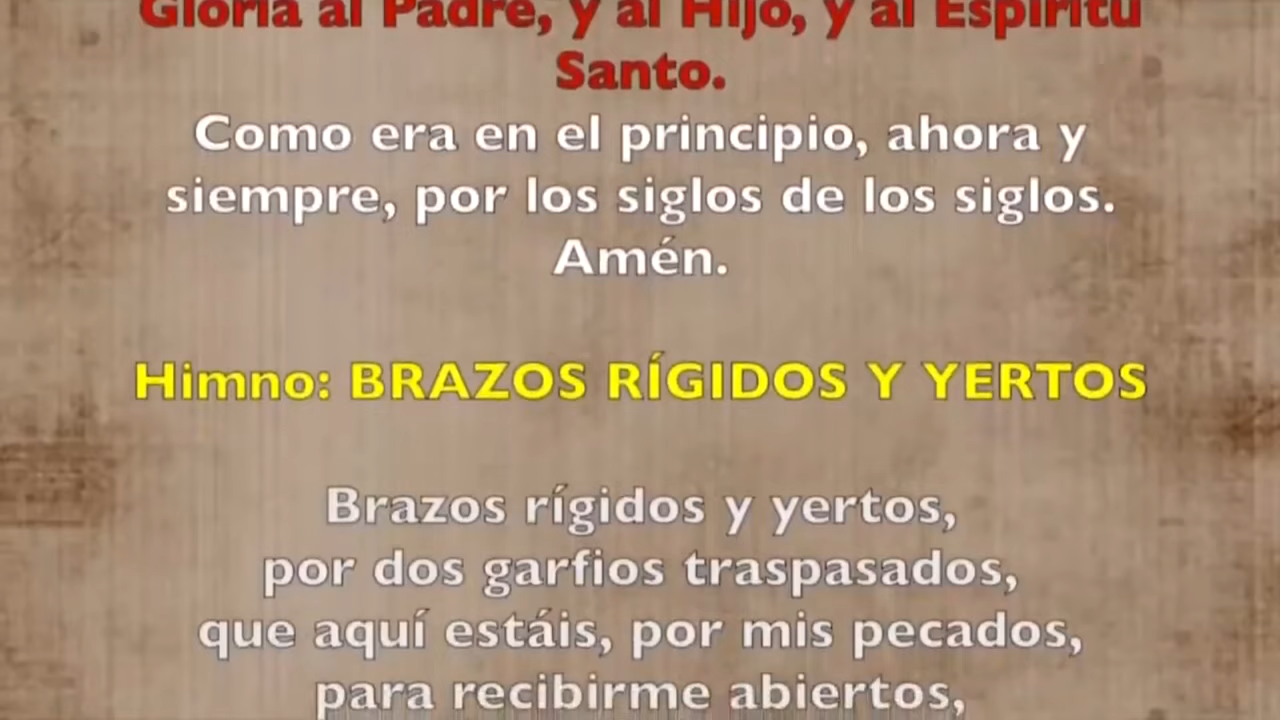 Gloria al Padre, y al Hijo, y al Espíritu
Santo.
Como era en el principio, ahora y
siempre, por los siglos de los siglos.
Amén.
Himno: BRAZOS RÍGIDOS Y YERTOS
Brazos rígidos y yertos,
por dos garfios traspasados,
que aquí estáis, por mis pecados,
para recibirme abiertos,